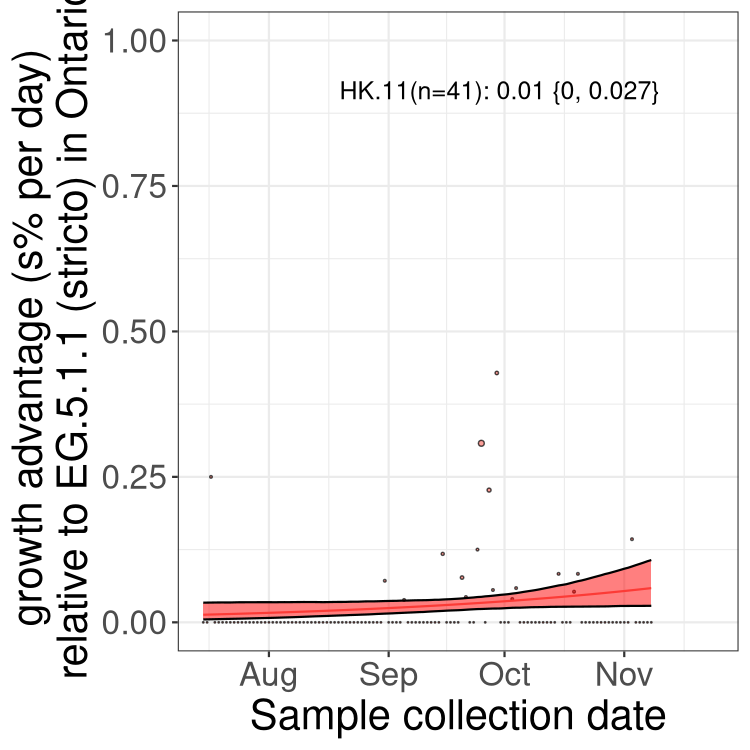 growth advantage (s% per day)
relative to EG.5.1.1 (stricto) in Ontario
1.00
0.75
0.50
0.25
0.00
HK.11(n=41): 0.01 {0, 0.027}
Aug Sep Oct Nov
Sample collection date